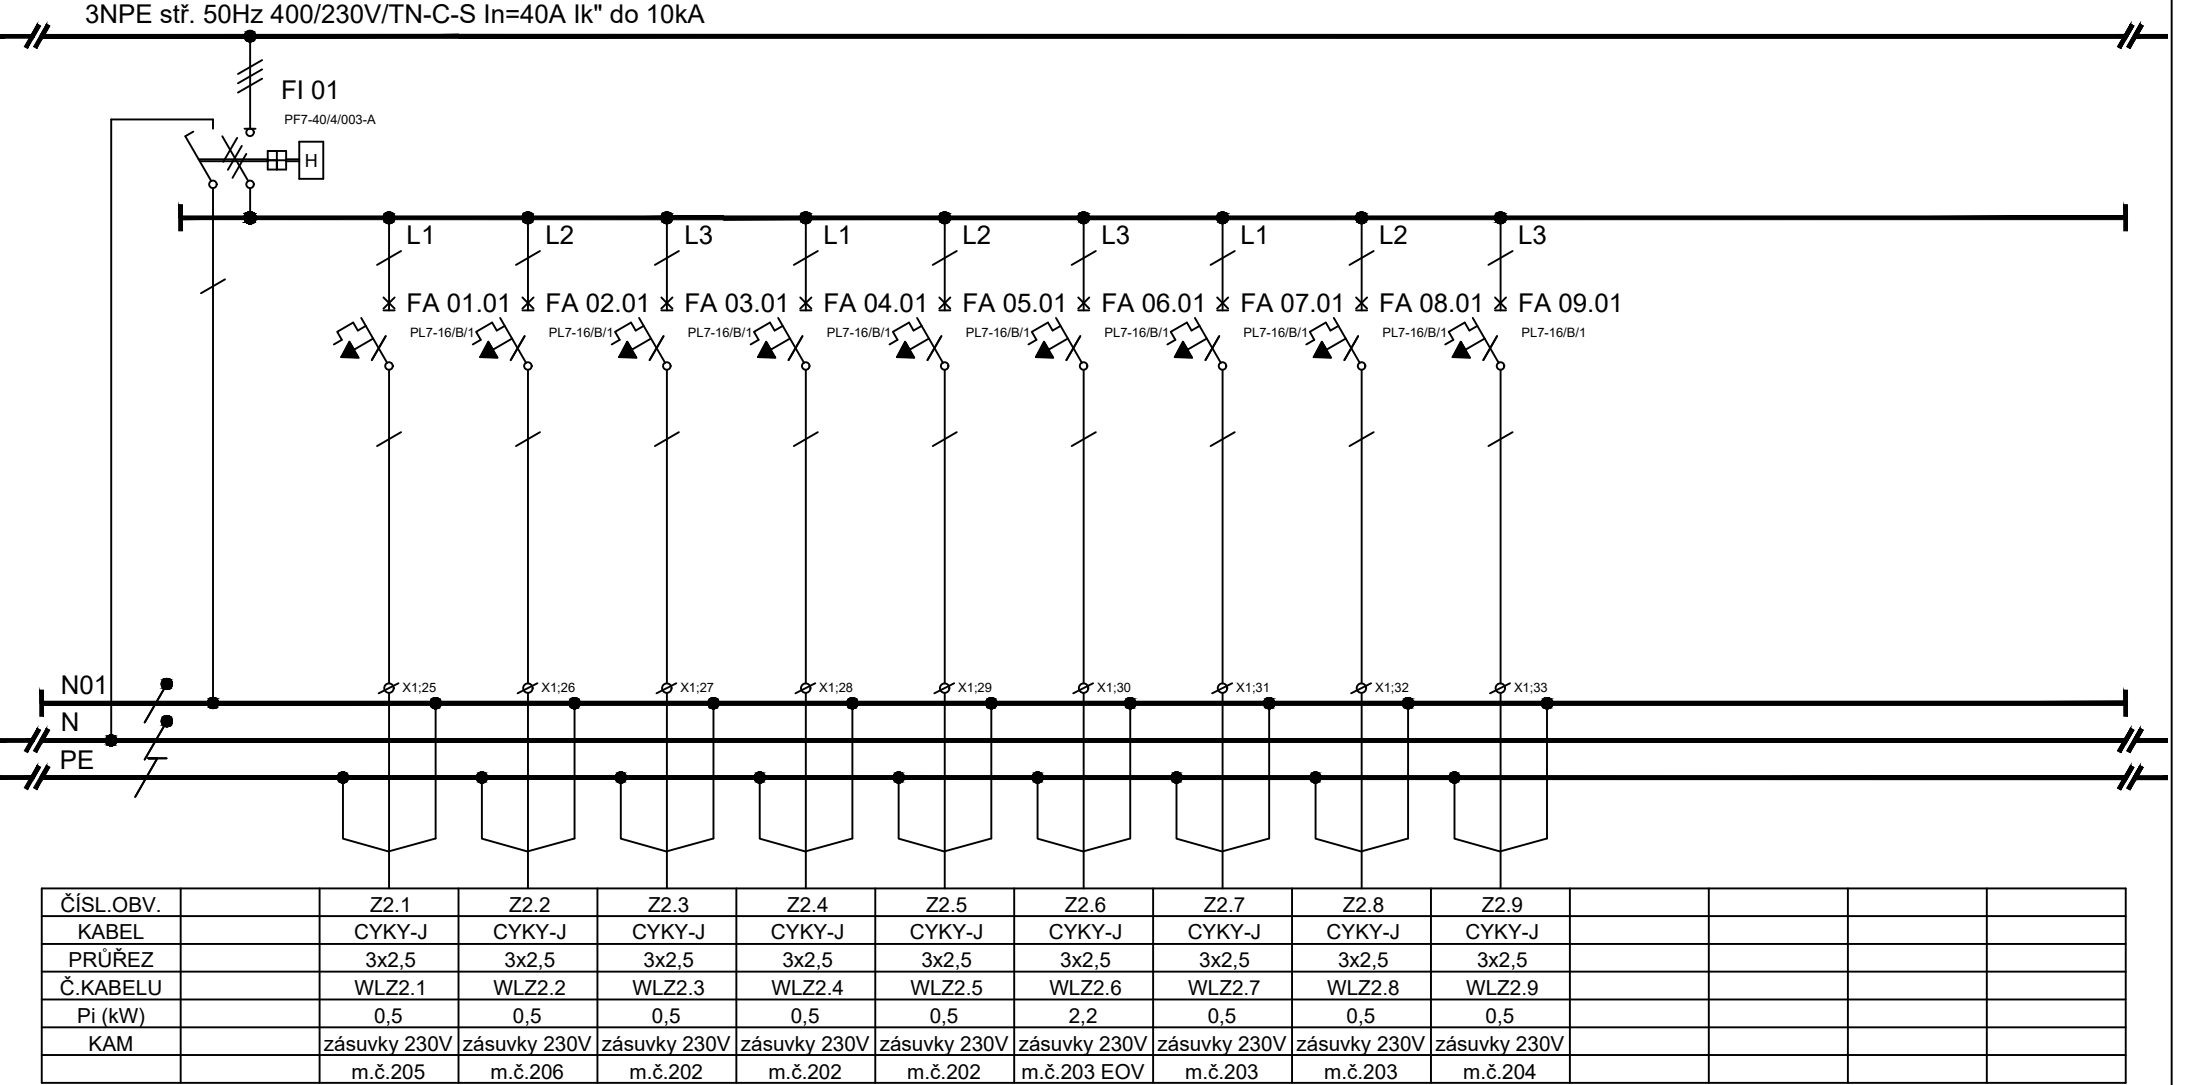 3NPE stř. 50Hz 400/230V/TN-C-S In=40A Ik" do 10kA
FI 01
PF7-40/4/003-A
H
L1 L2 L3 L1 L2 L3 L1 L2 L3
FA 01.01 FA 02.01 FA 03.01 FA 04.01 FA 05.01 FA 06.01 FA 07.01 FA 08.01 FA 09.01
PL7-16/B/1 PL7-16/B/1 PL7-16/B/1 PL7-16/B/1 PL7-16/B/1 PL7-16/B/1 PL7-16/B/1 PL7-16/B/1 PL7-16/B/1
N01 X1;25 X1;26 X1;27 X1;28 X1;29 X1;30 X1;31 X1;32 X1;33
N
PE
ČÍSL.OBV. Z2.1 Z2.2 Z2.3 Z2.4 Z2.5 Z2.6 Z2.7 Z2.8 Z2.9
KABEL CYKY-J CYKY-J CYKY-J CYKY-J CYKY-J CYKY-J CYKY-J CYKY-J CYKY-J
PRŮŘEZ 3x2,5 3x2,5 3x2,5 3x2,5 3x2,5 3x2,5 3x2,5 3x2,5 3x2,5
Č.KABELU WLZ2.1 WLZ2.2 WLZ2.3 WLZ2.4 WLZ2.5 WLZ2.6 WLZ2.7 WLZ2.8 WLZ2.9
Pi (kW) 0,5 0,5 0,5 0,5 0,5 2,2 0,5 0,5 0,5
KAM zásuvky 230V zásuvky 230V zásuvky 230V zásuvky 230V zásuvky 230V zásuvky 230V zásuvky 230V zásuvky 230V zásuvky 230V
m.č.205 m.č.206 m.č.202 m.č.202 m.č.202 m.č.203 EOV m.č.203 m.č.203 m.č.204